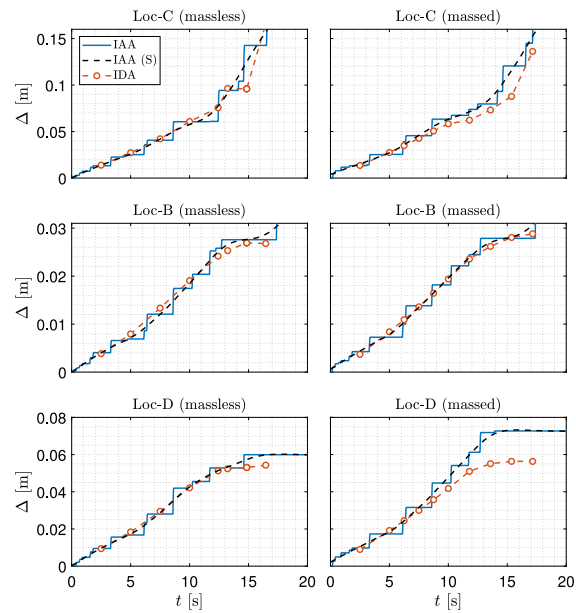 Loc-C (massless)
Loc-C (massed)
IAA
IAA (S)
IDA
Δ [m]
0.15
0.1
0.05
0
Loc-B (massless)
Loc-B (massed)
Δ [m]
0.03
0.02
0.01
0
Δ [m]
Δ [m]
Loc-D (massless)
Loc-D (massed)
Δ [m]
0.08
0.06
0.04
0.02
0
Δ [m]
0 5 10 15 20
0 5 10 15 20
t [s]
t [s]